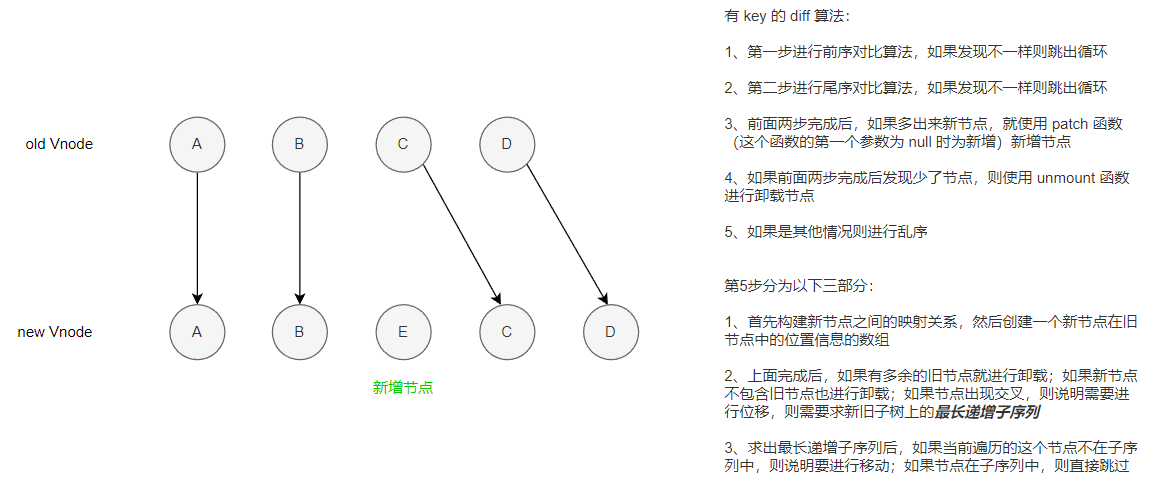 old Vnode
A
B
C
D
new Vnode
A
B
E
C
D
新增节点
有 key 的 diff 算法：
1、第一步进行前序对比算法，如果发现不一样则跳出循环
2、第二步进行尾序对比算法，如果发现不一样则跳出循环
3、前面两步完成后，如果多出来新节点，就使用 patch 函数
（这个函数的第一个参数为 null 时为新增）新增节点
4、如果前面两步完成后发现少了节点，则使用 unmount 函数
进行卸载节点
5、如果是其他情况则进行乱序
第5步分为以下三部分：
1、首先构建新节点之间的映射关系，然后创建一个新节点在旧
节点中的位置信息的数组
2、上面完成后，如果有多余的旧节点就进行卸载；如果新节点
不包含旧节点也进行卸载；如果节点出现交叉，则说明需要进
行位移，则需要求新旧子树上的最长递增子序列
3、求出最长递增子序列后，如果当前遍历的这个节点不在子序
列中，则说明要进行移动；如果节点在子序列中，则直接跳过